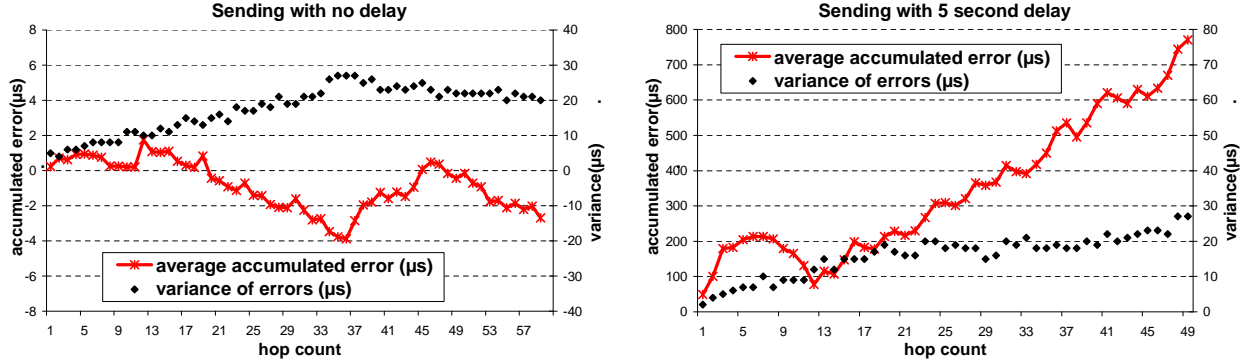 Sending with no delay
accumulated error(µs)
8
6
4
2
0
-2
-4
-6
-8
40
30
20
10
0
-10
-20
-30
-40
variance(µs)
average accumulated error (µs)
variance of errors (µs)
1 5 9 13 17 21 25 29 33 37 41 45 49 53 57
hop count
Sending with 5 second delay
accumulated error(µs)
800
700
600
500
400
300
200
100
0
80
70
60
50
40
30
20
10
0
variance(µs)
average accumulated error (µs)
variance of errors (µs)
1 5 9 13 17 21 25 29 33 37 41 45 49
hop count